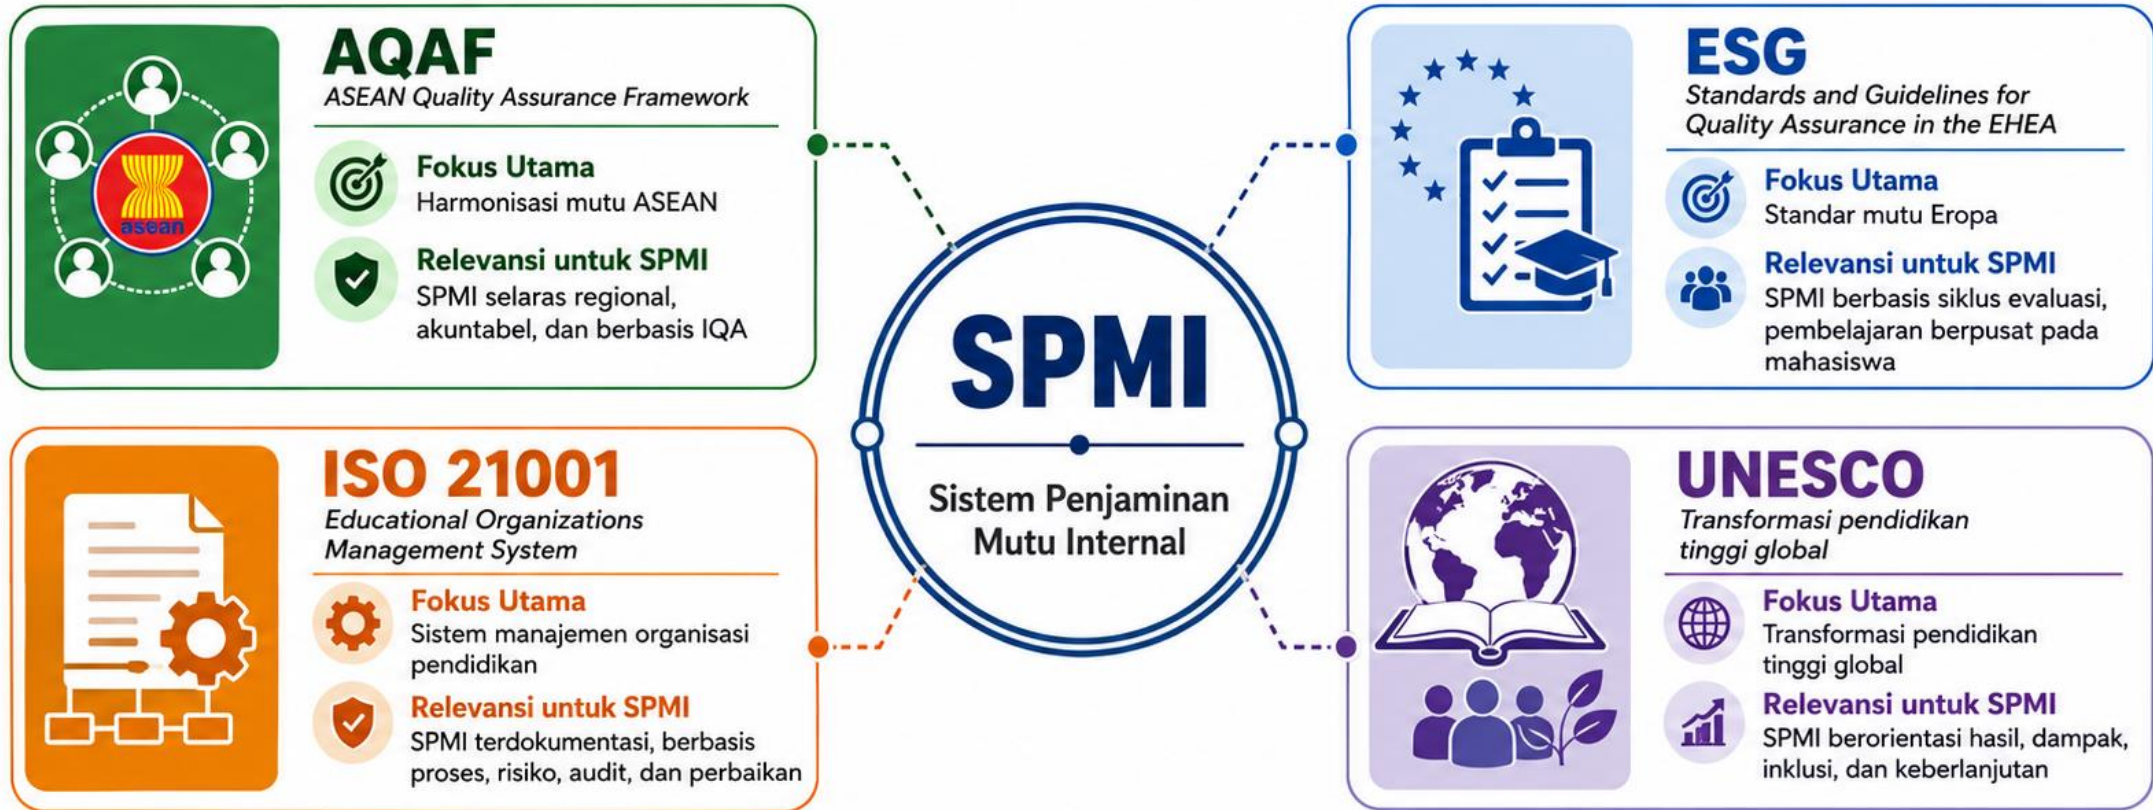 AQAF
ASEAN Quality Assurance Framework
Fokus Utama
Harmonisasi mutu ASEAN
Relevansi untuk SPMI
SPMI selaras regional,
akuntabel, dan berbasis IQA
asean
ESG
Standards and Guidelines for
Quality Assurance in the EHEA
Fokus Utama
Standar mutu Eropa
Relevansi untuk SPMI
SPMI berbasis siklus evaluasi,
pembelajaran berpusat pada
mahasiswa
SPMI
Sistem Penjaminan
Mutu Internal
ISO 21001
Educational Organizations
Management System
Fokus Utama
Sistem manajemen organisasi
pendidikan
Relevansi untuk SPMI
SPMI terdokumentasi, berbasis
proses, risiko, audit, dan perbaikan
UNESCO
Transformasi pendidikan
tinggi global
Fokus Utama
Transformasi pendidikan
tinggi global
Relevansi untuk SPMI
SPMI berorientasi hasil, dampak,
inklusi, dan keberlanjutan